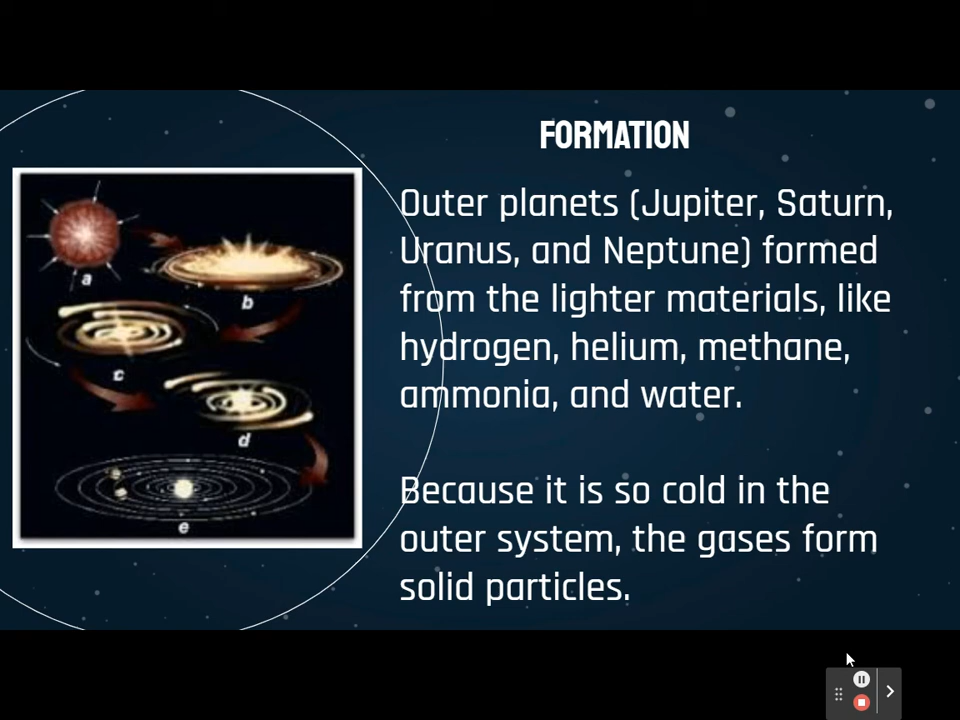 FORMATION
Outer planets (Jupiter, Saturn,
Uranus, and Neptune) formed
from the lighter materials, like
hydrogen, helium, methane,
ammonia, and water.
Because it is so cold in the
outer system, the gases form
solid particles.
a
b
c
d
e